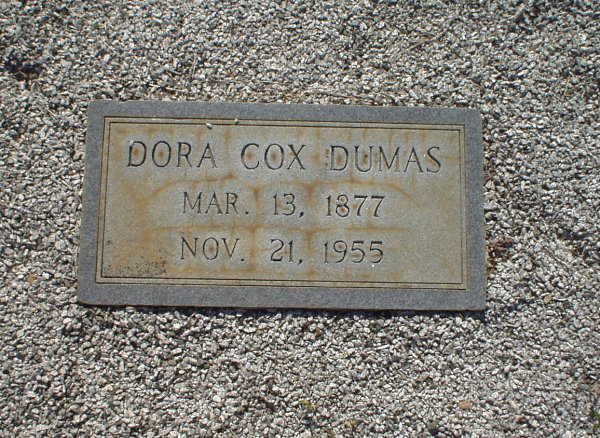 DORA COX DUMAS
MAR. 13, 1877
NOV. 21, 1955